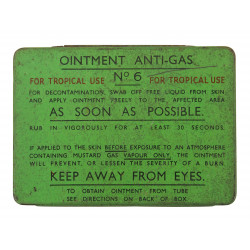 OINTMENT ANTI-GAS
FOR TROPICAL USE Nº 6 FOR TROPICAL USE
FOR DECONTAMINATION, SWAB OFF FREE LIQUID FROM SKIN
AND APPLY OINTMENT FREELY TO THE AFFECTED AREA
AS SOON AS POSSIBLE.
RUB IN VIGOROUSLY FOR AT LEAST 30 SECONDS
IF APPLIED TO THE SKIN BEFORE EXPOSURE TO AN ATMOSPHERE
CONTAINING MUSTARD GAS VAPOUR ONLY, THE OINTMENT
WILL PREVENT, OR LESSEN THE SEVERITY OF A BURN.
KEEP AWAY FROM EYES.
TO OBTAIN OINTMENT FROM TUBE
SEE DIRECTIONS ON BACK OF BOX